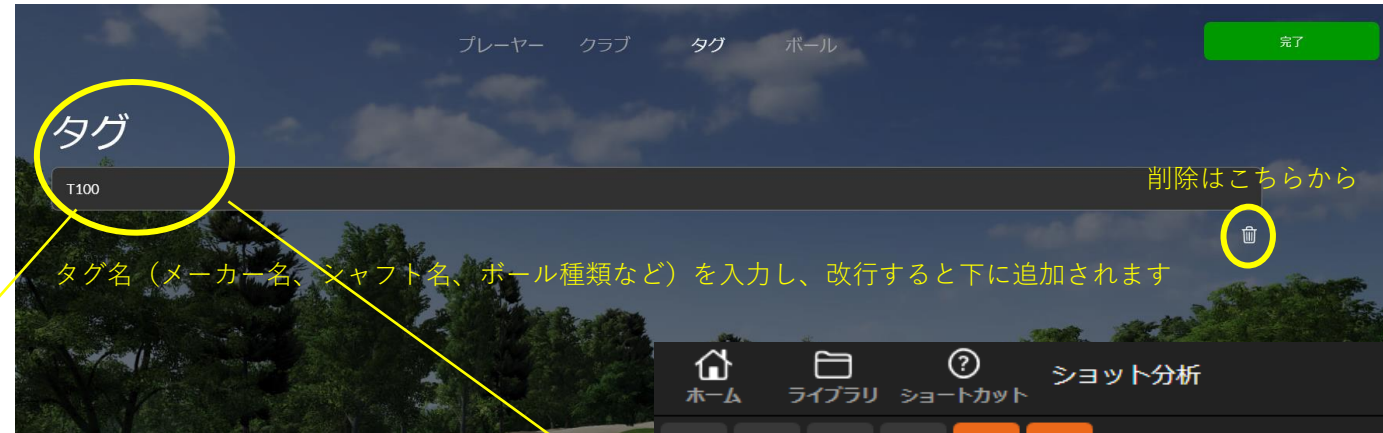 プレーヤー クラブ タグ ボール 完了
タグ
T100
削除はこちらから
タグ名（メーカー名、シャフト名、ボール種類など）を入力し、改行すると下に追加されます
ホーム ライブラリ ショートカット ショット分析